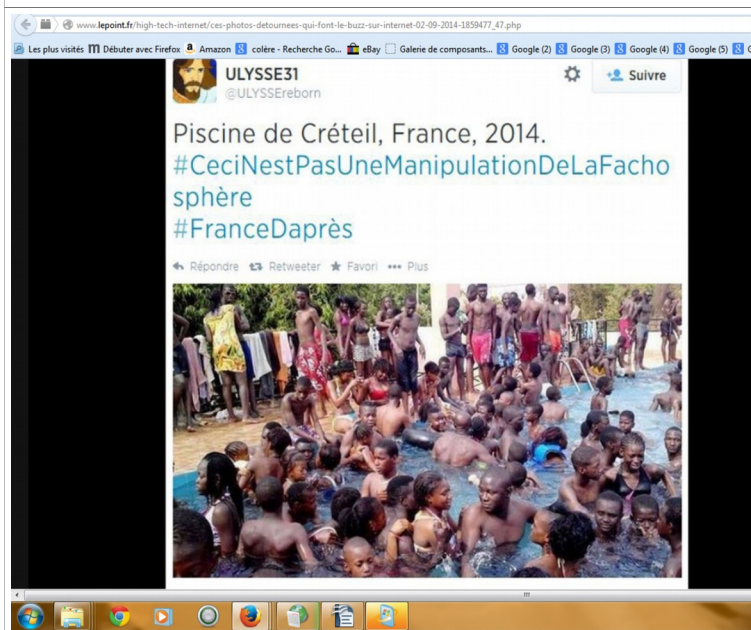 www.lepoint.fr/high-tech-internet/ces-photos-detournees-qui-font-le-buzz-sur-internet-02-09-2014-1859477_47.php
Les plus visités Débuter avec Firefox Amazon colère - Recherche Go... eBay Galerie de composants... Google (2) Google (3) Google (4) Google (5)
ULYSSE31
@ULYSSEreborn
Suivre
Piscine de Créteil, France, 2014.
#CeciNestPasUneManipulationDeLaFacho
sphère
#FranceDaprès
Répondre Retweeter Favori Plus